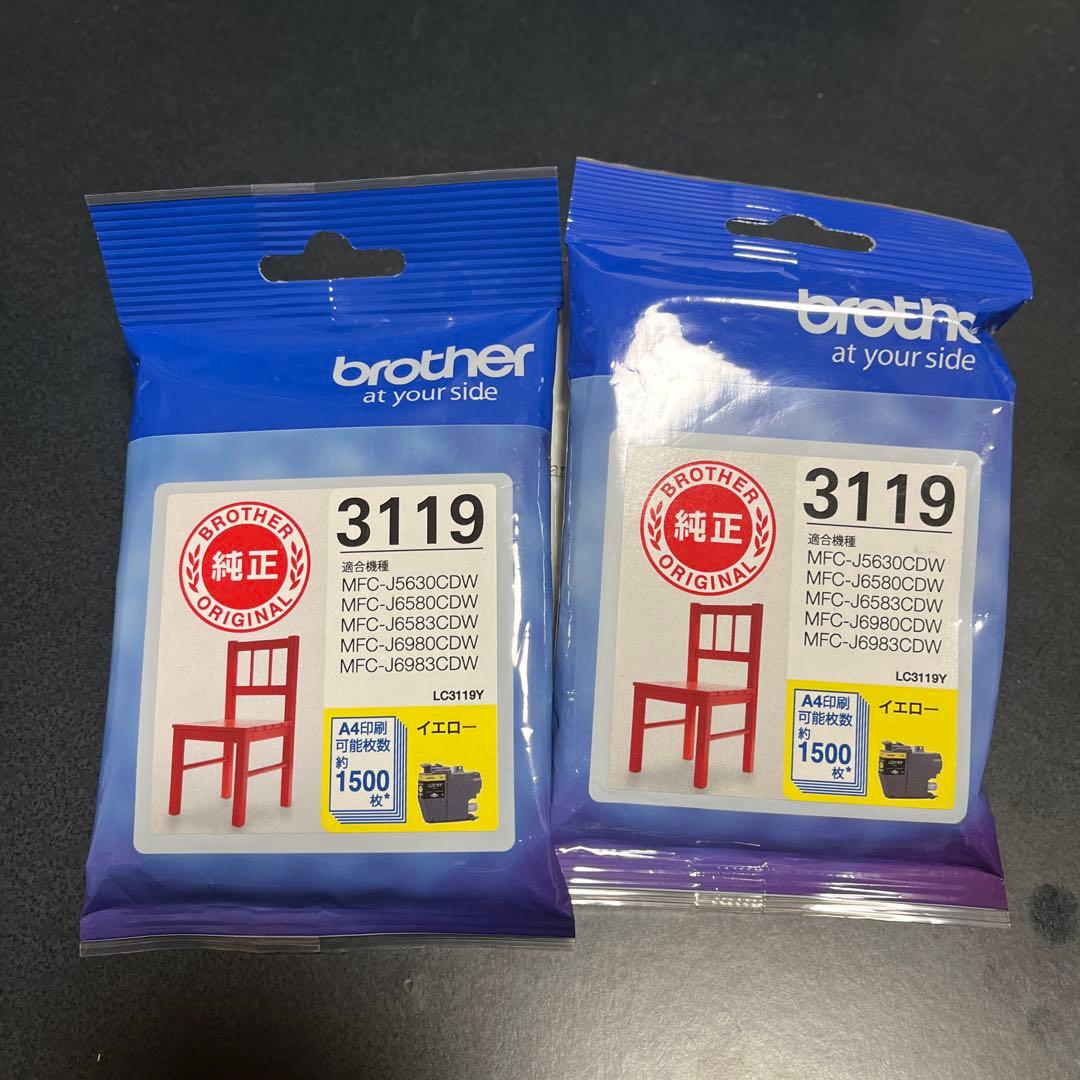 brother
at your side
BROTHER
純正
ORIGINAL
3119
適合機種
MFC-J5630CDW
MFC-J6580CDW
MFC-J6583CDW
MFC-J6980CDW
MFC-J6983CDW
LC3119Y
A4印刷
可能枚数
約
1500
枚*
イエロー
at your side
BROTHER
純正
ORIGINAL
3119
適合機種
MFC-J5630CDW
MFC-J6580CDW
MFC-J6583CDW
MFC-J6980CDW
MFC-J6983CDW
LC3119Y
A4印刷
可能枚数
約
1500
枚*
イエロー